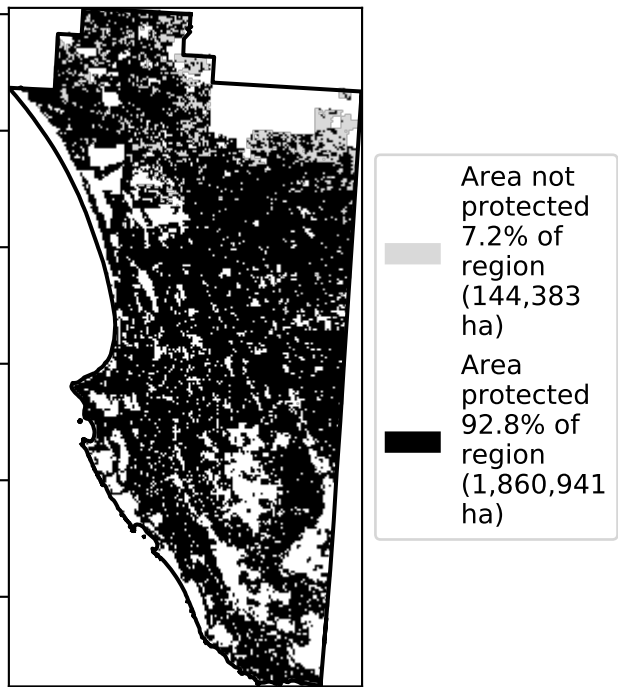 Area not
protected
7.2% of
region
(144,383
ha)
Area
protected
92.8% of
region
(1,860,941
ha)